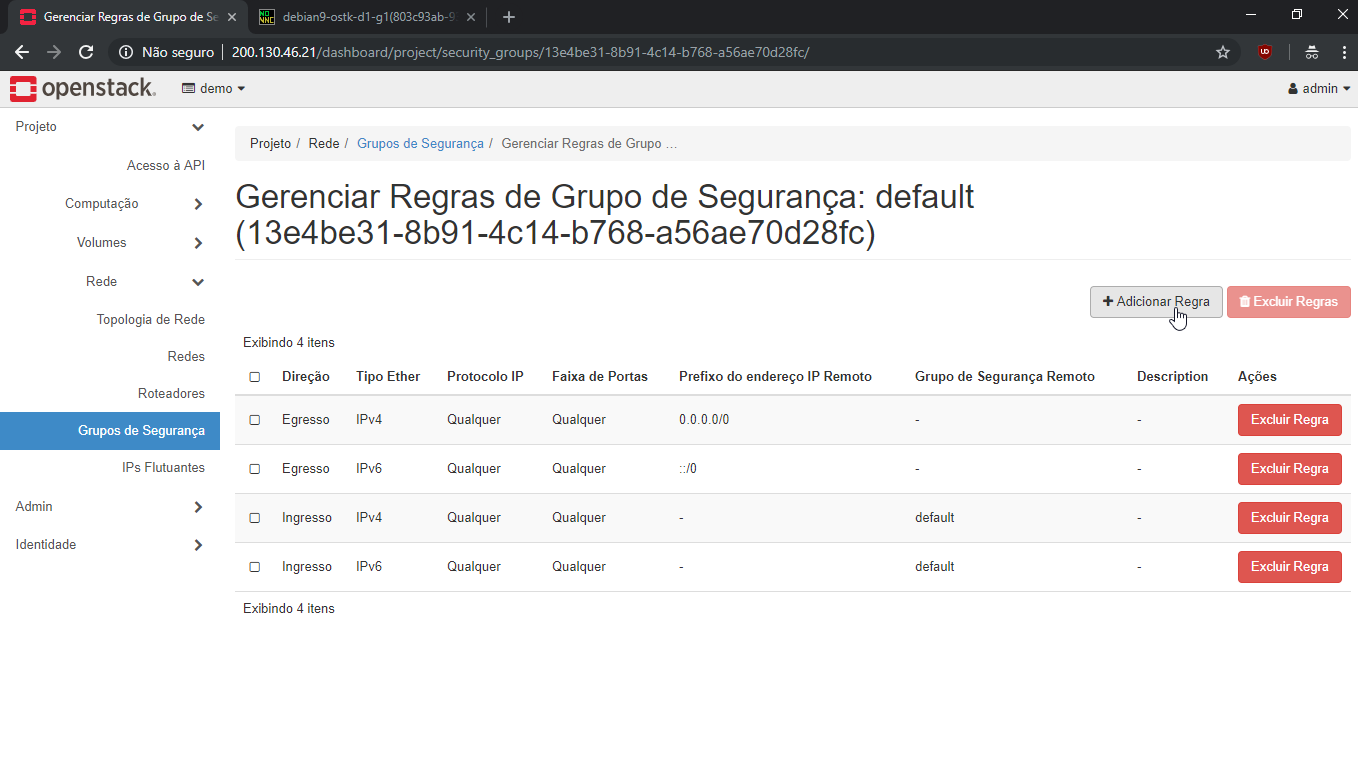 Gerenciar Regras de Grupo de Se
debian9-ostk-d1-g1(803c93ab-9
Não seguro
200.130.46.21/dashboard/project/security_groups/13e4be31-8b91-4c14-b768-a56ae70d28fc/
openstack.
demo
admin
Projeto
Acesso à API
Computação
Volumes
Rede
Topologia de Rede
Redes
Roteadores
Grupos de Segurança
IPs Flutuantes
Admin
Identidade
Projeto / Rede / Grupos de Segurança / Gerenciar Regras de Grupo ...
Gerenciar Regras de Grupo de Segurança: default
(13e4be31-8b91-4c14-b768-a56ae70d28fc)
Adicionar Regra
Excluir Regras
Exibindo 4 itens
Direção Tipo Ether Protocolo IP Faixa de Portas Prefixo do endereço IP Remoto Grupo de Segurança Remoto Description Ações
Egresso IPv4 Qualquer Qualquer 0.0.0.0/0 - - Excluir Regra
Egresso IPv6 Qualquer Qualquer ::/0 - - Excluir Regra
Ingresso IPv4 Qualquer Qualquer - default - Excluir Regra
Ingresso IPv6 Qualquer Qualquer - default - Excluir Regra
Exibindo 4 itens